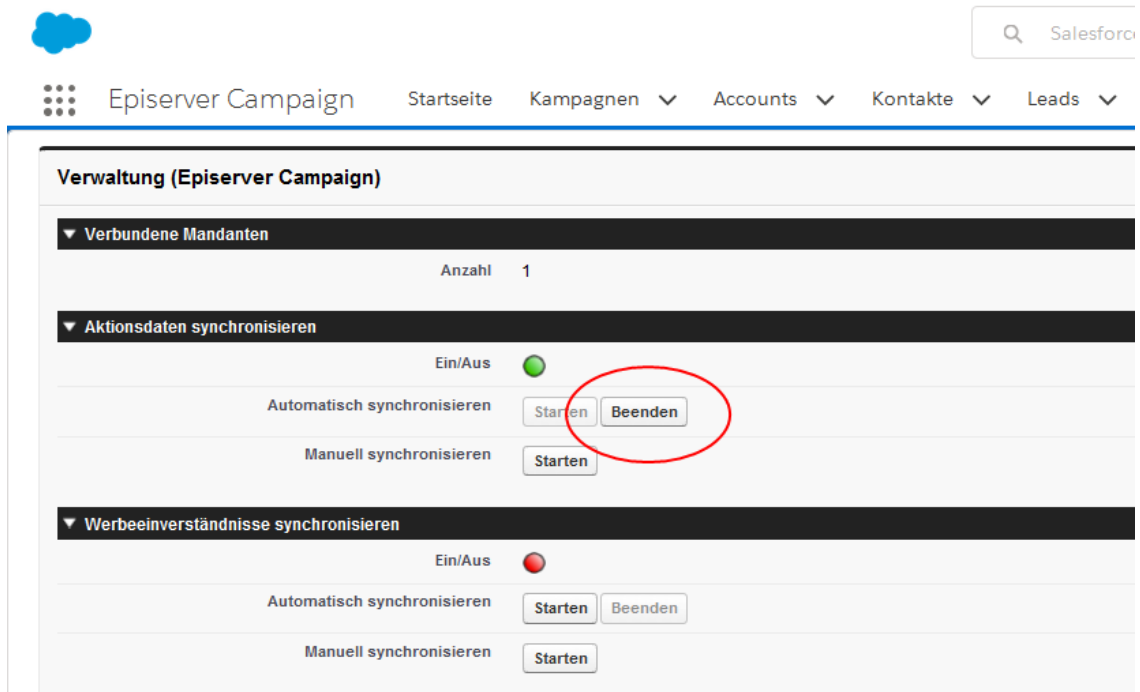 Salesforce
Episerver Campaign Startseite Kampagnen Accounts Kontakte Leads
Verwaltung (Episerver Campaign)
Verbundene Mandanten
Anzahl 1
Aktionsdaten synchronisieren
Ein/Aus
Automatisch synchronisieren Starten Beenden
Manuell synchronisieren Starten
Werbeeinverständnisse synchronisieren
Ein/Aus
Automatisch synchronisieren Starten Beenden
Manuell synchronisieren Starten